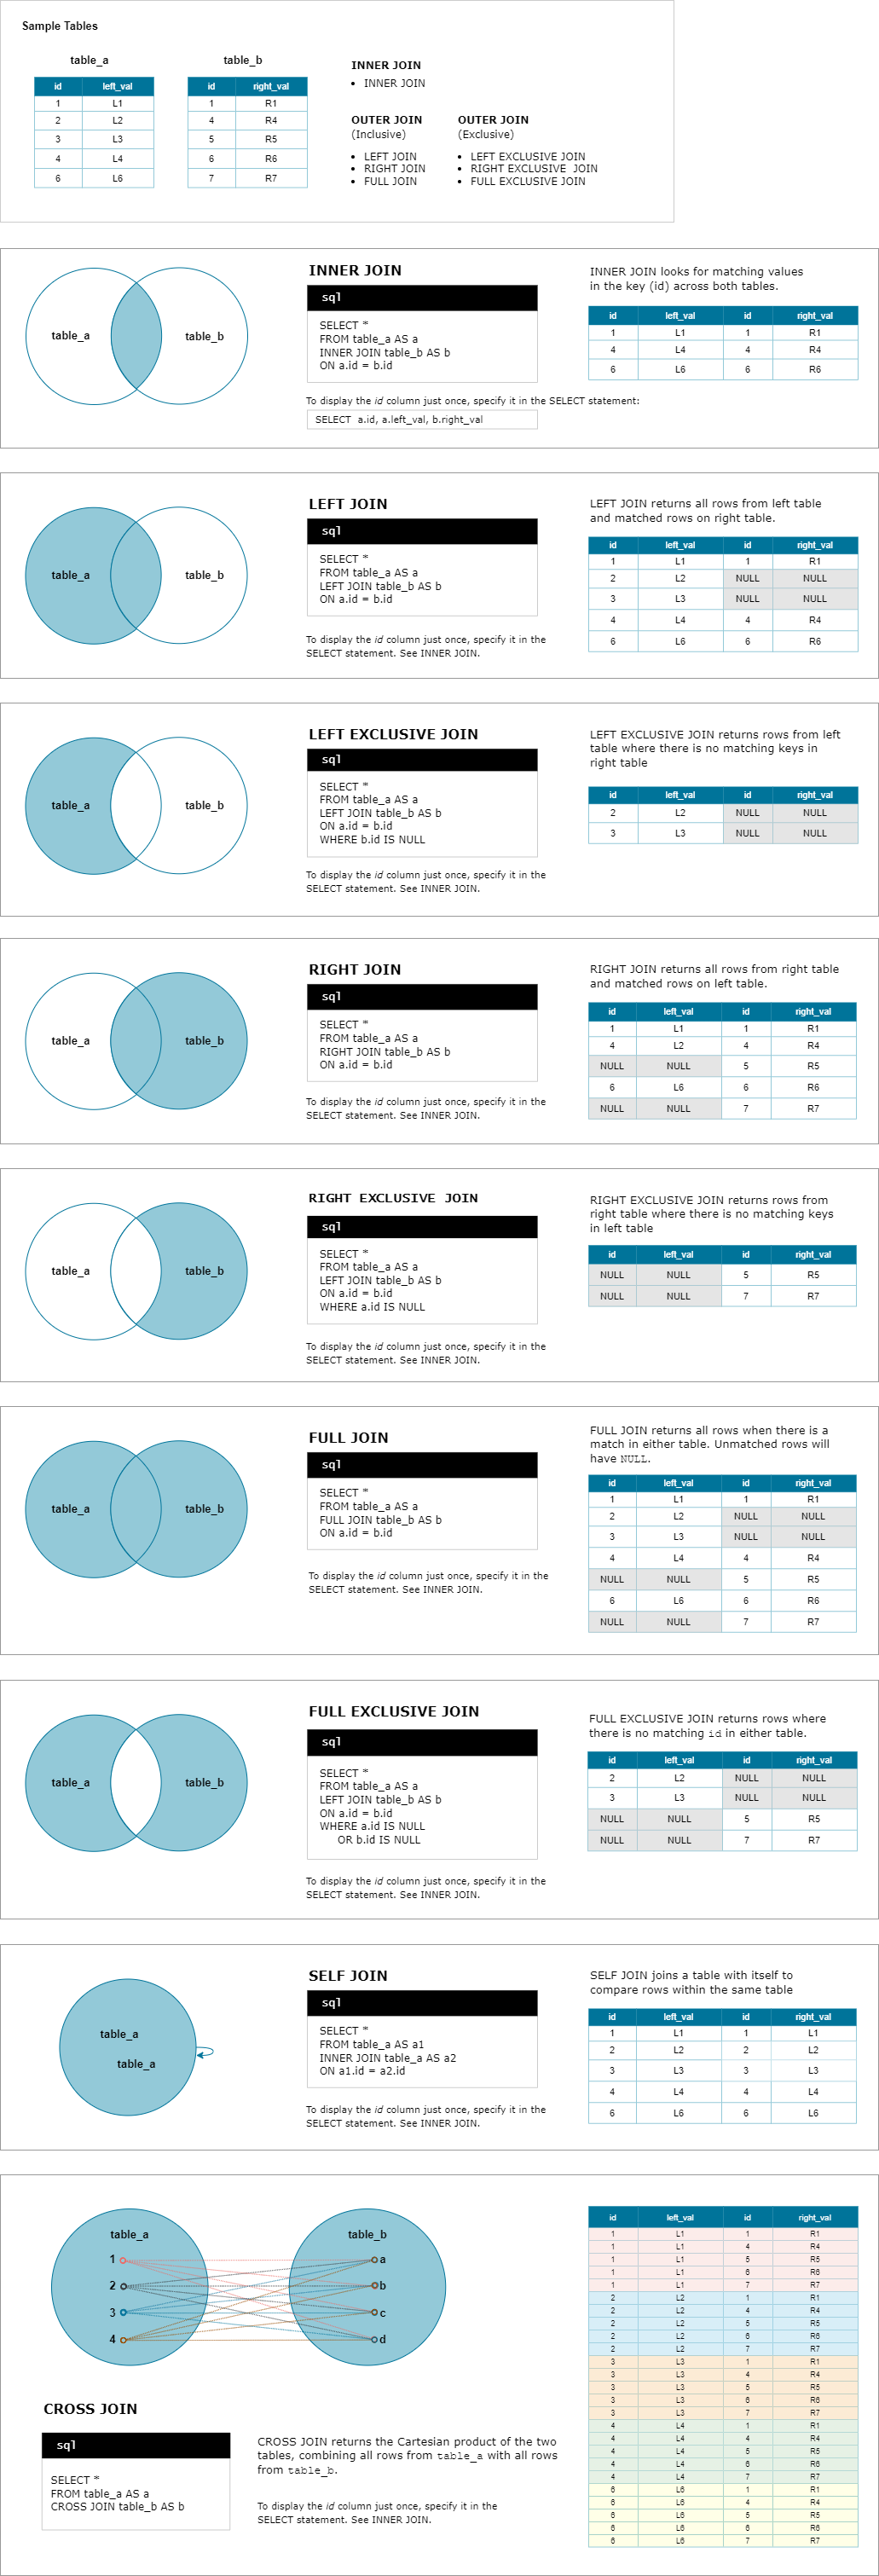 Sample Tables
table_a
id left_val
1 L1
2 L2
3 L3
4 L4
6 L6
table_b
id right_val
1 R1
4 R4
5 R5
6 R6
7 R7
INNER JOIN
• INNER JOIN
OUTER JOIN
(Inclusive)
• LEFT JOIN
• RIGHT JOIN
• FULL JOIN
OUTER JOIN
(Exclusive)
• LEFT EXCLUSIVE JOIN
• RIGHT EXCLUSIVE JOIN
• FULL EXCLUSIVE JOIN
table_a
table_b
INNER JOIN
sql
SELECT *
FROM table_a AS a
INNER JOIN table_b AS b
ON a.id = b.id
To display the id column just once, specify it in the SELECT statement:
SELECT a.id, a.left_val, b.right_val
INNER JOIN looks for matching values
in the key (id) across both tables.
id left_val id right_val
1 L1 1 R1
4 L4 4 R4
6 L6 6 R6
table_a
table_b
LEFT JOIN
sql
SELECT *
FROM table_a AS a
LEFT JOIN table_b AS b
ON a.id = b.id
To display the id column just once, specify it in the
SELECT statement. See INNER JOIN.
LEFT JOIN returns all rows from left table
and matched rows on right table.
id left_val id right_val
1 L1 1 R1
2 L2 NULL NULL
3 L3 NULL NULL
4 L4 4 R4
6 L6 6 R6
table_a
table_b
LEFT EXCLUSIVE JOIN
sql
SELECT *
FROM table_a AS a
LEFT JOIN table_b AS b
ON a.id = b.id
WHERE b.id IS NULL
To display the id column just once, specify it in the
SELECT statement. See INNER JOIN.
LEFT EXCLUSIVE JOIN returns rows from left
table where there is no matching keys in
right table
id left_val id right_val
2 L2 NULL NULL
3 L3 NULL NULL
table_a
table_b
RIGHT JOIN
sql
SELECT *
FROM table_a AS a
RIGHT JOIN table_b AS b
ON a.id = b.id
To display the id column just once, specify it in the
SELECT statement. See INNER JOIN.
RIGHT JOIN returns all rows from right table
and matched rows on left table.
id left_val id right_val
1 L1 1 R1
4 L2 4 R4
NULL NULL 5 R5
6 L6 6 R6
NULL NULL 7 R7
table_a
table_b
RIGHT EXCLUSIVE JOIN
sql
SELECT *
FROM table_a AS a
LEFT JOIN table_b AS b
ON a.id = b.id
WHERE a.id IS NULL
To display the id column just once, specify it in the
SELECT statement. See INNER JOIN.
RIGHT EXCLUSIVE JOIN returns rows from
right table where there is no matching keys
in left table
id left_val id right_val
NULL NULL 5 R5
NULL NULL 7 R7
table_a
table_b
FULL JOIN
sql
SELECT *
FROM table_a AS a
FULL JOIN table_b AS b
ON a.id = b.id
To display the id column just once, specify it in the
SELECT statement. See INNER JOIN.
FULL JOIN returns all rows when there is a
match in either table. Unmatched rows will
have NULL.
id left_val id right_val
1 L1 1 R1
2 L2 NULL NULL
3 L3 NULL NULL
4 L4 4 R4
NULL NULL 5 R5
6 L6 6 R6
NULL NULL 7 R7
table_a
table_b
FULL EXCLUSIVE JOIN
sql
SELECT *
FROM table_a AS a
LEFT JOIN table_b AS b
ON a.id = b.id
WHERE a.id IS NULL
OR b.id IS NULL
To display the id column just once, specify it in the
SELECT statement. See INNER JOIN.
FULL EXCLUSIVE JOIN returns rows where
there is no matching id in either table.
id left_val id right_val
2 L2 NULL NULL
3 L3 NULL NULL
NULL NULL 5 R5
NULL NULL 7 R7
table_a
table_a
SELF JOIN
sql
SELECT *
FROM table_a AS a1
INNER JOIN table_a AS a2
ON a1.id = a2.id
To display the id column just once, specify it in the
SELECT statement. See INNER JOIN.
SELF JOIN joins a table with itself to
compare rows within the same table
id left_val id right_val
1 L1 1 L1
2 L2 2 L2
3 L3 3 L3
4 L4 4 L4
6 L6 6 L6
table_a
1
2
3
4
table_b
a
b
c
d
CROSS JOIN
sql
SELECT *
FROM table_a AS a
CROSS JOIN table_b AS b
CROSS JOIN returns the Cartesian product of the two
tables, combining all rows from table_a with all rows
from table_b.
To display the id column just once, specify it in the
SELECT statement. See INNER JOIN.
id left_val id right_val
1 L1 1 R1
1 L1 4 R4
1 L1 5 R5
1 L1 6 R6
1 L1 7 R7
2 L2 1 R1
2 L2 4 R4
2 L2 5 R5
2 L2 6 R6
2 L2 7 R7
3 L3 1 R1
3 L3 4 R4
3 L3 5 R5
3 L3 6 R6
3 L3 7 R7
4 L4 1 R1
4 L4 4 R4
4 L4 5 R5
4 L4 6 R6
4 L4 7 R7
6 L6 1 R1
6 L6 4 R4
6 L6 5 R5
6 L6 6 R6
6 L6 7 R7